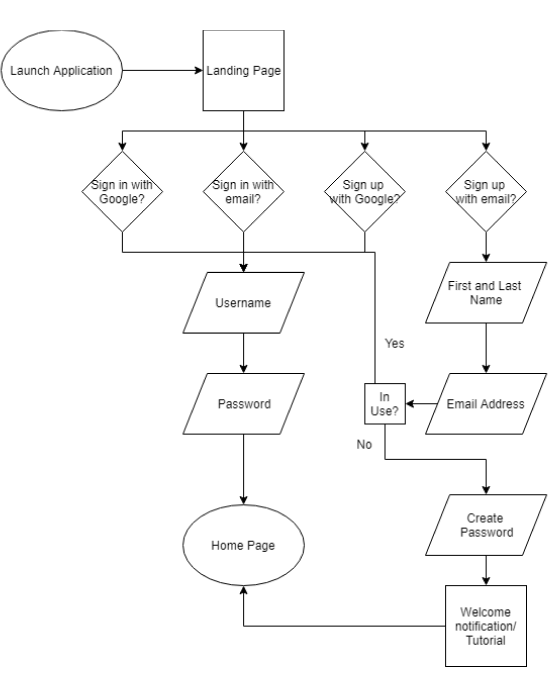 Launch Application
Landing Page
Sign in with
Google?
Sign in with
email?
Sign up
with Google?
Sign up
with email?
Username
First and Last
Name
Yes
Password
In
Use?
Email Address
No
Create
Password
Home Page
Welcome
notification/
Tutorial